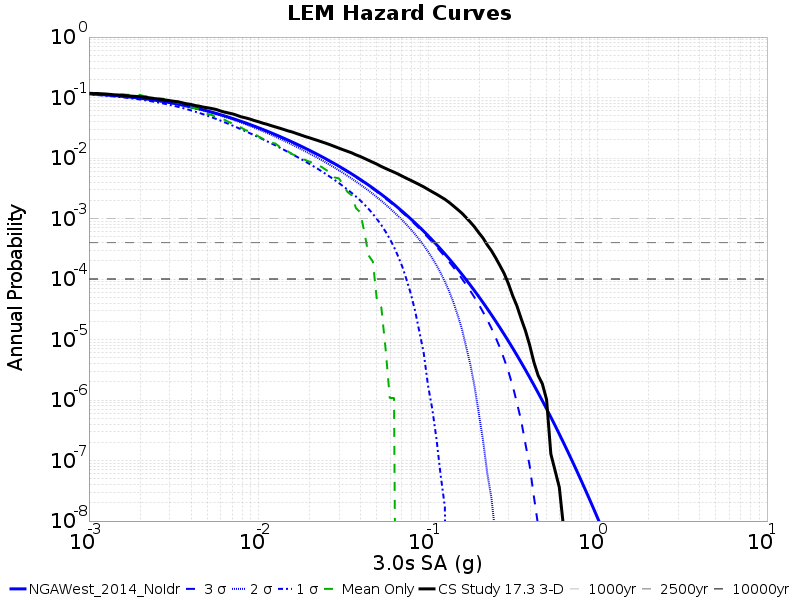 LEM Hazard Curves
10^0
10^-1
10^-2
10^-3
10^-4
10^-5
10^-6
10^-7
10^-8
Annual Probability
10^-3 10^-2 10^-1 10^0 10^1
3.0s SA (g)
NGAWest_2014_NoIdr 3 σ 2 σ 1 σ Mean Only CS Study 17.3 3-D 1000yr 2500yr 10000yr